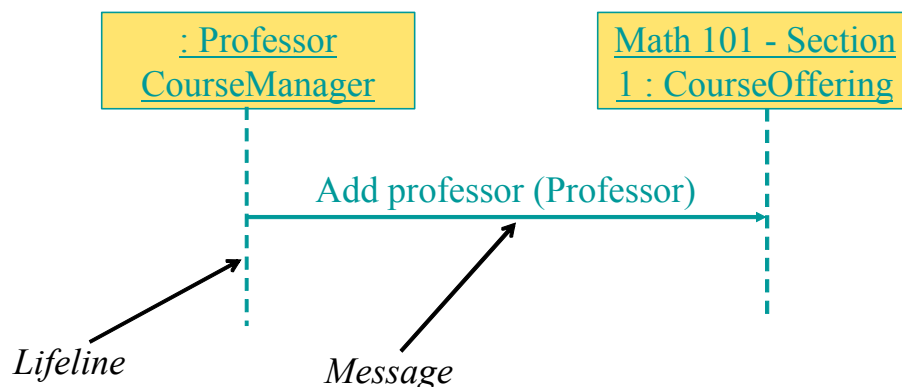 : Professor
CourseManager
Math 101 - Section
1 : CourseOffering
Add professor (Professor)
Lifeline
Message